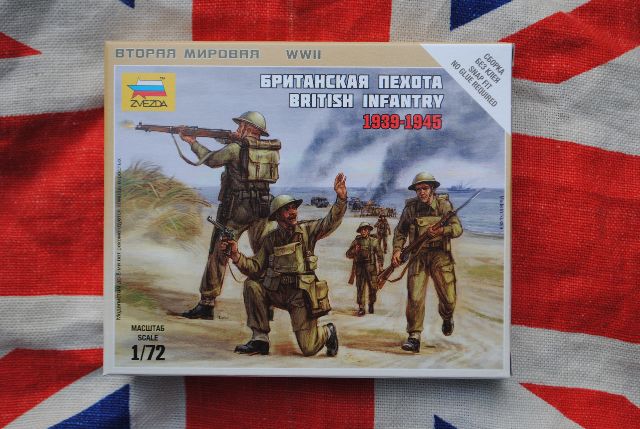 ВТОРАЯ МИРОВАЯ WWII
ZVEZDA
БРИТАНСКАЯ ПЕХОТА
BRITISH INFANTRY
1939-1945
СБОРКА
БЕЗ КЛЕЯ
SNAP FIT
NO GLUE REQUIRED
МАСШТАБ
SCALE
1/72